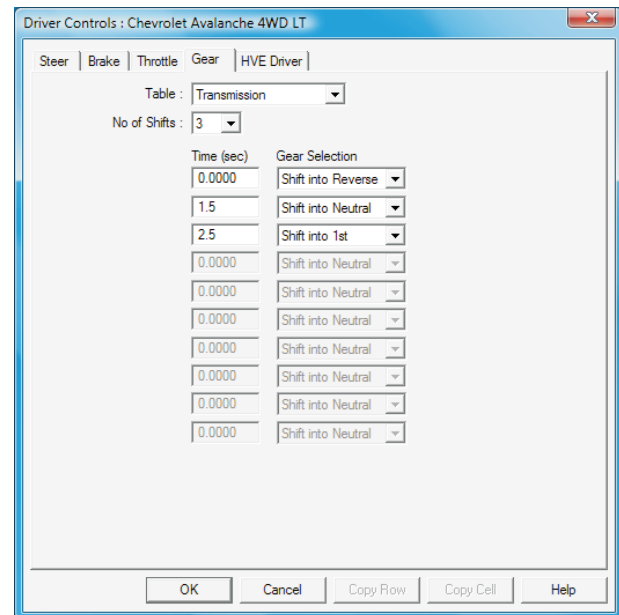 Driver Controls : Chevrolet Avalanche 4WD LT
Steer Brake Throttle Gear HVE Driver
Table : Transmission
No of Shifts : 3
Time (sec) Gear Selection
0.0000 Shift into Reverse
1.5 Shift into Neutral
2.5 Shift into 1st
0.0000 Shift into Neutral
0.0000 Shift into Neutral
0.0000 Shift into Neutral
0.0000 Shift into Neutral
0.0000 Shift into Neutral
0.0000 Shift into Neutral
0.0000 Shift into Neutral
OK Cancel Copy Row Copy Cell Help